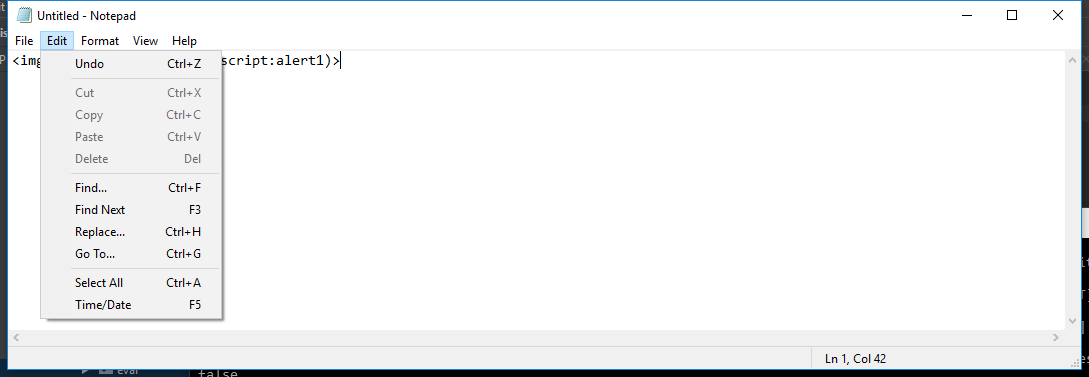 Untitled - Notepad
File Edit Format View Help
<img script:alert1)>
Undo Ctrl+Z
Cut Ctrl+X
Copy Ctrl+C
Paste Ctrl+V
Delete Del
Find... Ctrl+F
Find Next F3
Replace... Ctrl+H
Go To... Ctrl+G
Select All Ctrl+A
Time/Date F5
Ln 1, Col 42
eval
false